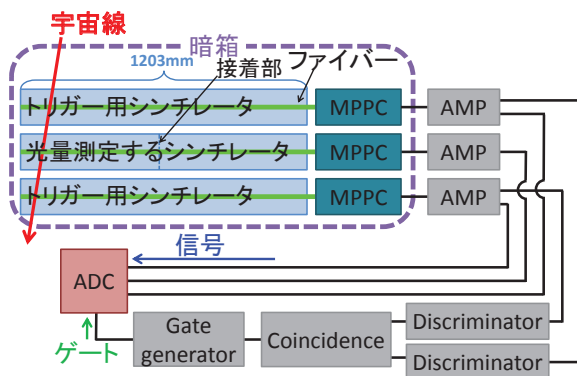 宇宙線
暗箱
1203mm
接着部
ファイバー
トリガー用シンチレータ
MPPC
AMP
光量測定するシンチレータ
MPPC
AMP
トリガー用シンチレータ
MPPC
AMP
信号
ADC
ゲート
Gate
generator
Coincidence
Discriminator
Discriminator